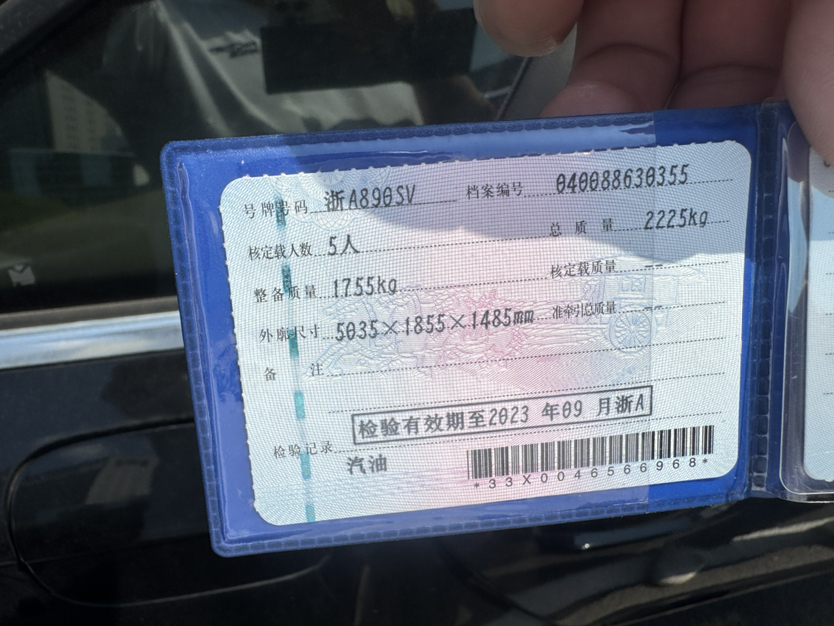 号牌号码 浙A890SV 档案编号 040088630355
核定载人数 5人 总质量 2225kg
整备质量 1755kg 核定载质量 --
外廓尺寸 5035×1855×1485mm 准牵引总质量 --
备注
检验有效期至2023 年09 月浙A
检验记录
汽油
*33X0046566968*